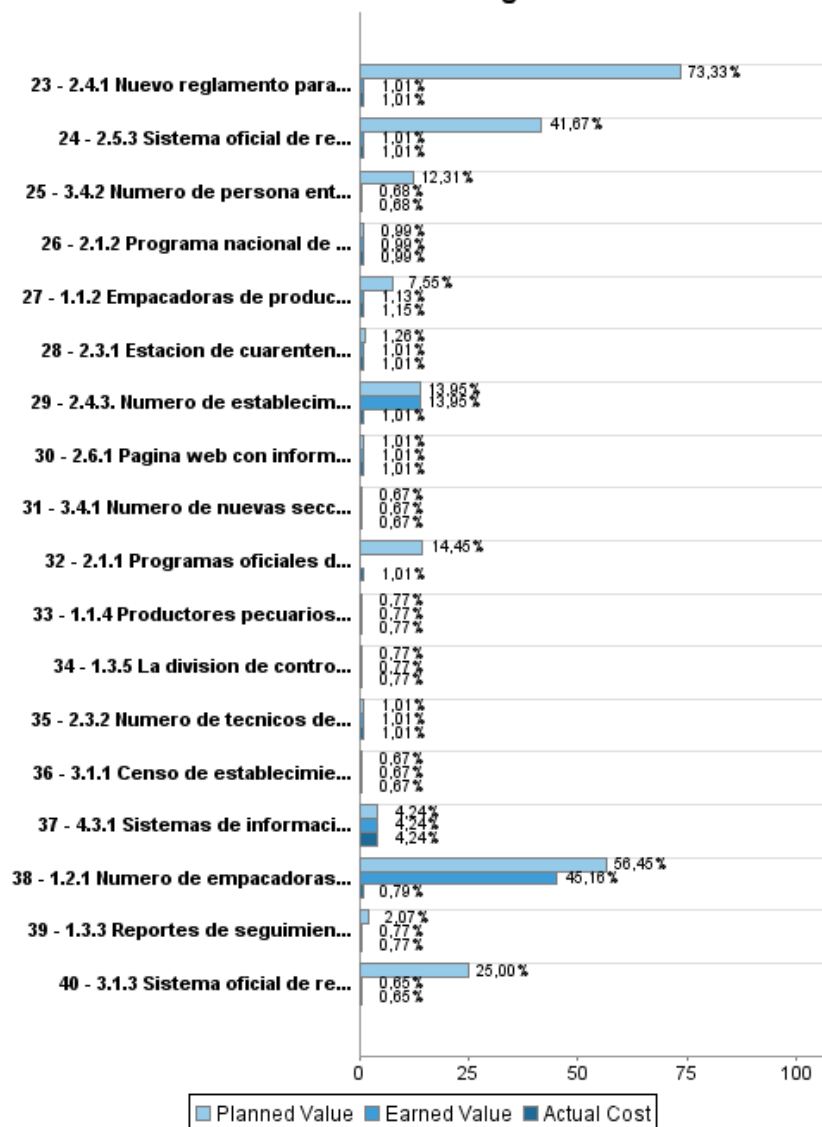 23 - 2.4.1 Nuevo reglamento para...
73,33%
1,01%
1,01%
24 - 2.5.3 Sistema oficial de re...
41,67%
1,01%
1,01%
25 - 3.4.2 Numero de persona ent...
12,31%
0,68%
0,68%
26 - 2.1.2 Programa nacional de ...
0,99%
0,99%
0,99%
27 - 1.1.2 Empacadoras de produc...
7,55%
1,13%
1,15%
28 - 2.3.1 Estacion de cuarenten...
1,26%
1,01%
1,01%
29 - 2.4.3. Numero de establecim...
13,95%
13,95%
1,01%
30 - 2.6.1 Pagina web con inform...
1,01%
1,01%
1,01%
31 - 3.4.1 Numero de nuevas secc...
0,67%
0,67%
0,67%
32 - 2.1.1 Programas oficiales d...
14,45%
1,01%
33 - 1.1.4 Productores pecuarios...
0,77%
0,77%
0,77%
34 - 1.3.5 La division de contro...
0,77%
0,77%
0,77%
35 - 2.3.2 Numero de tecnicos de...
1,01%
1,01%
1,01%
36 - 3.1.1 Censo de establecimie...
0,67%
0,67%
0,67%
37 - 4.3.1 Sistemas de informaci...
4,24%
4,24%
4,24%
38 - 1.2.1 Numero de empacadoras...
56,45%
45,16%
0,79%
39 - 1.3.3 Reportes de seguimien...
2,07%
0,77%
0,77%
40 - 3.1.3 Sistema oficial de re...
25,00%
0,65%
0,65%
0 25 50 75 100
Planned Value Earned Value Actual Cost